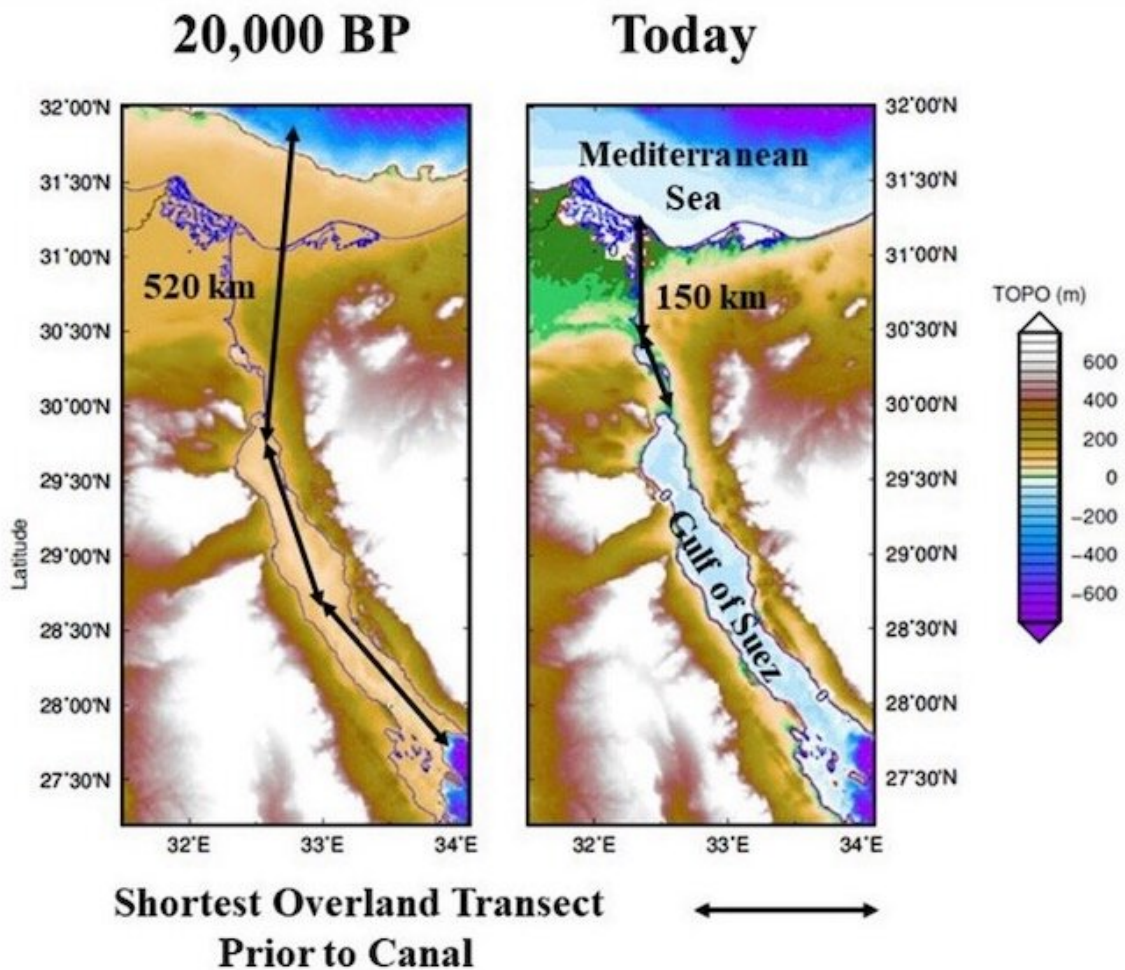 20,000 BP
Today
32°00'N
31°30'N
31°00'N
30°30'N
30°00'N
29°30'N
29°00'N
28°30'N
28°00'N
27°30'N
Latitude
520 km
32°E
33°E
34°E
Mediterranean
Sea
0
150 km
0
Gulf of Suez
0
32°00'N
31°30'N
31°00'N
30°30'N
30°00'N
29°30'N
29°00'N
28°30'N
28°00'N
27°30'N
32°E
33°E
34°E
TOPO (m)
600
400
200
0
-200
-400
-600
Shortest Overland Transect
Prior to Canal